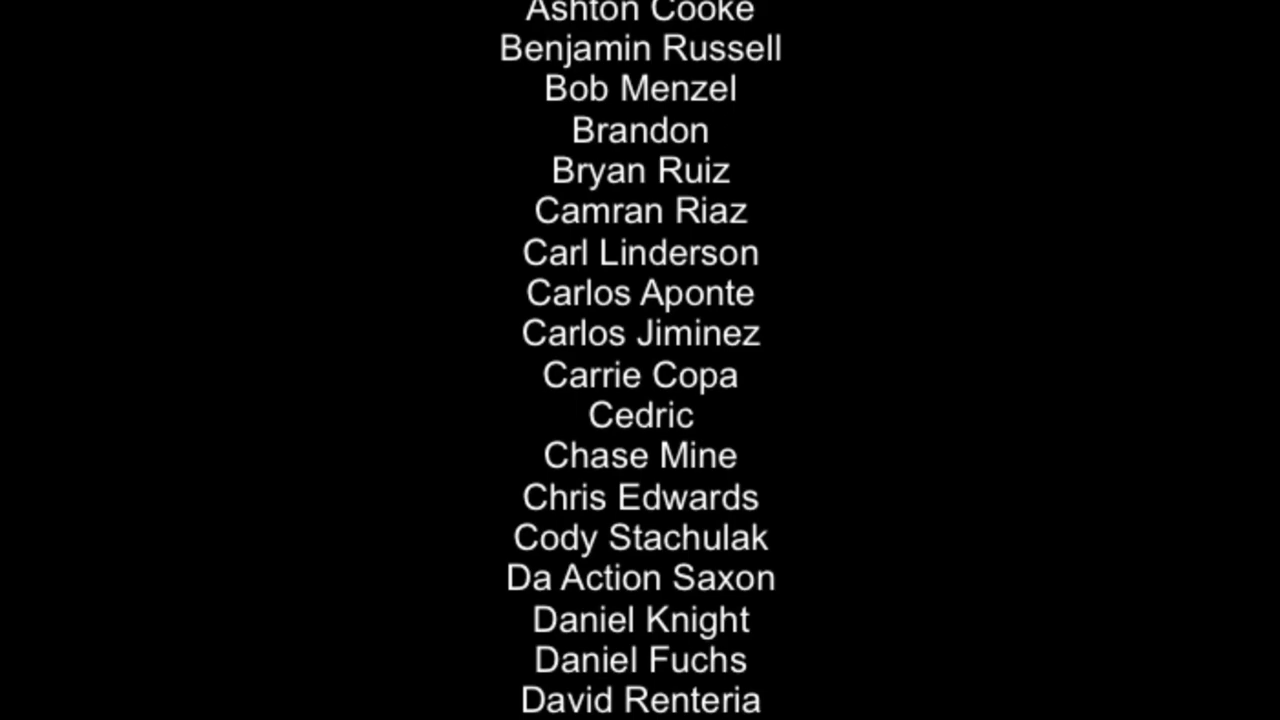 Ashton Cooke
Benjamin Russell
Bob Menzel
Brandon
Bryan Ruiz
Camran Riaz
Carl Linderson
Carlos Aponte
Carlos Jiminez
Carrie Copa
Cedric
Chase Mine
Chris Edwards
Cody Stachulak
Da Action Saxon
Daniel Knight
Daniel Fuchs
David Renteria